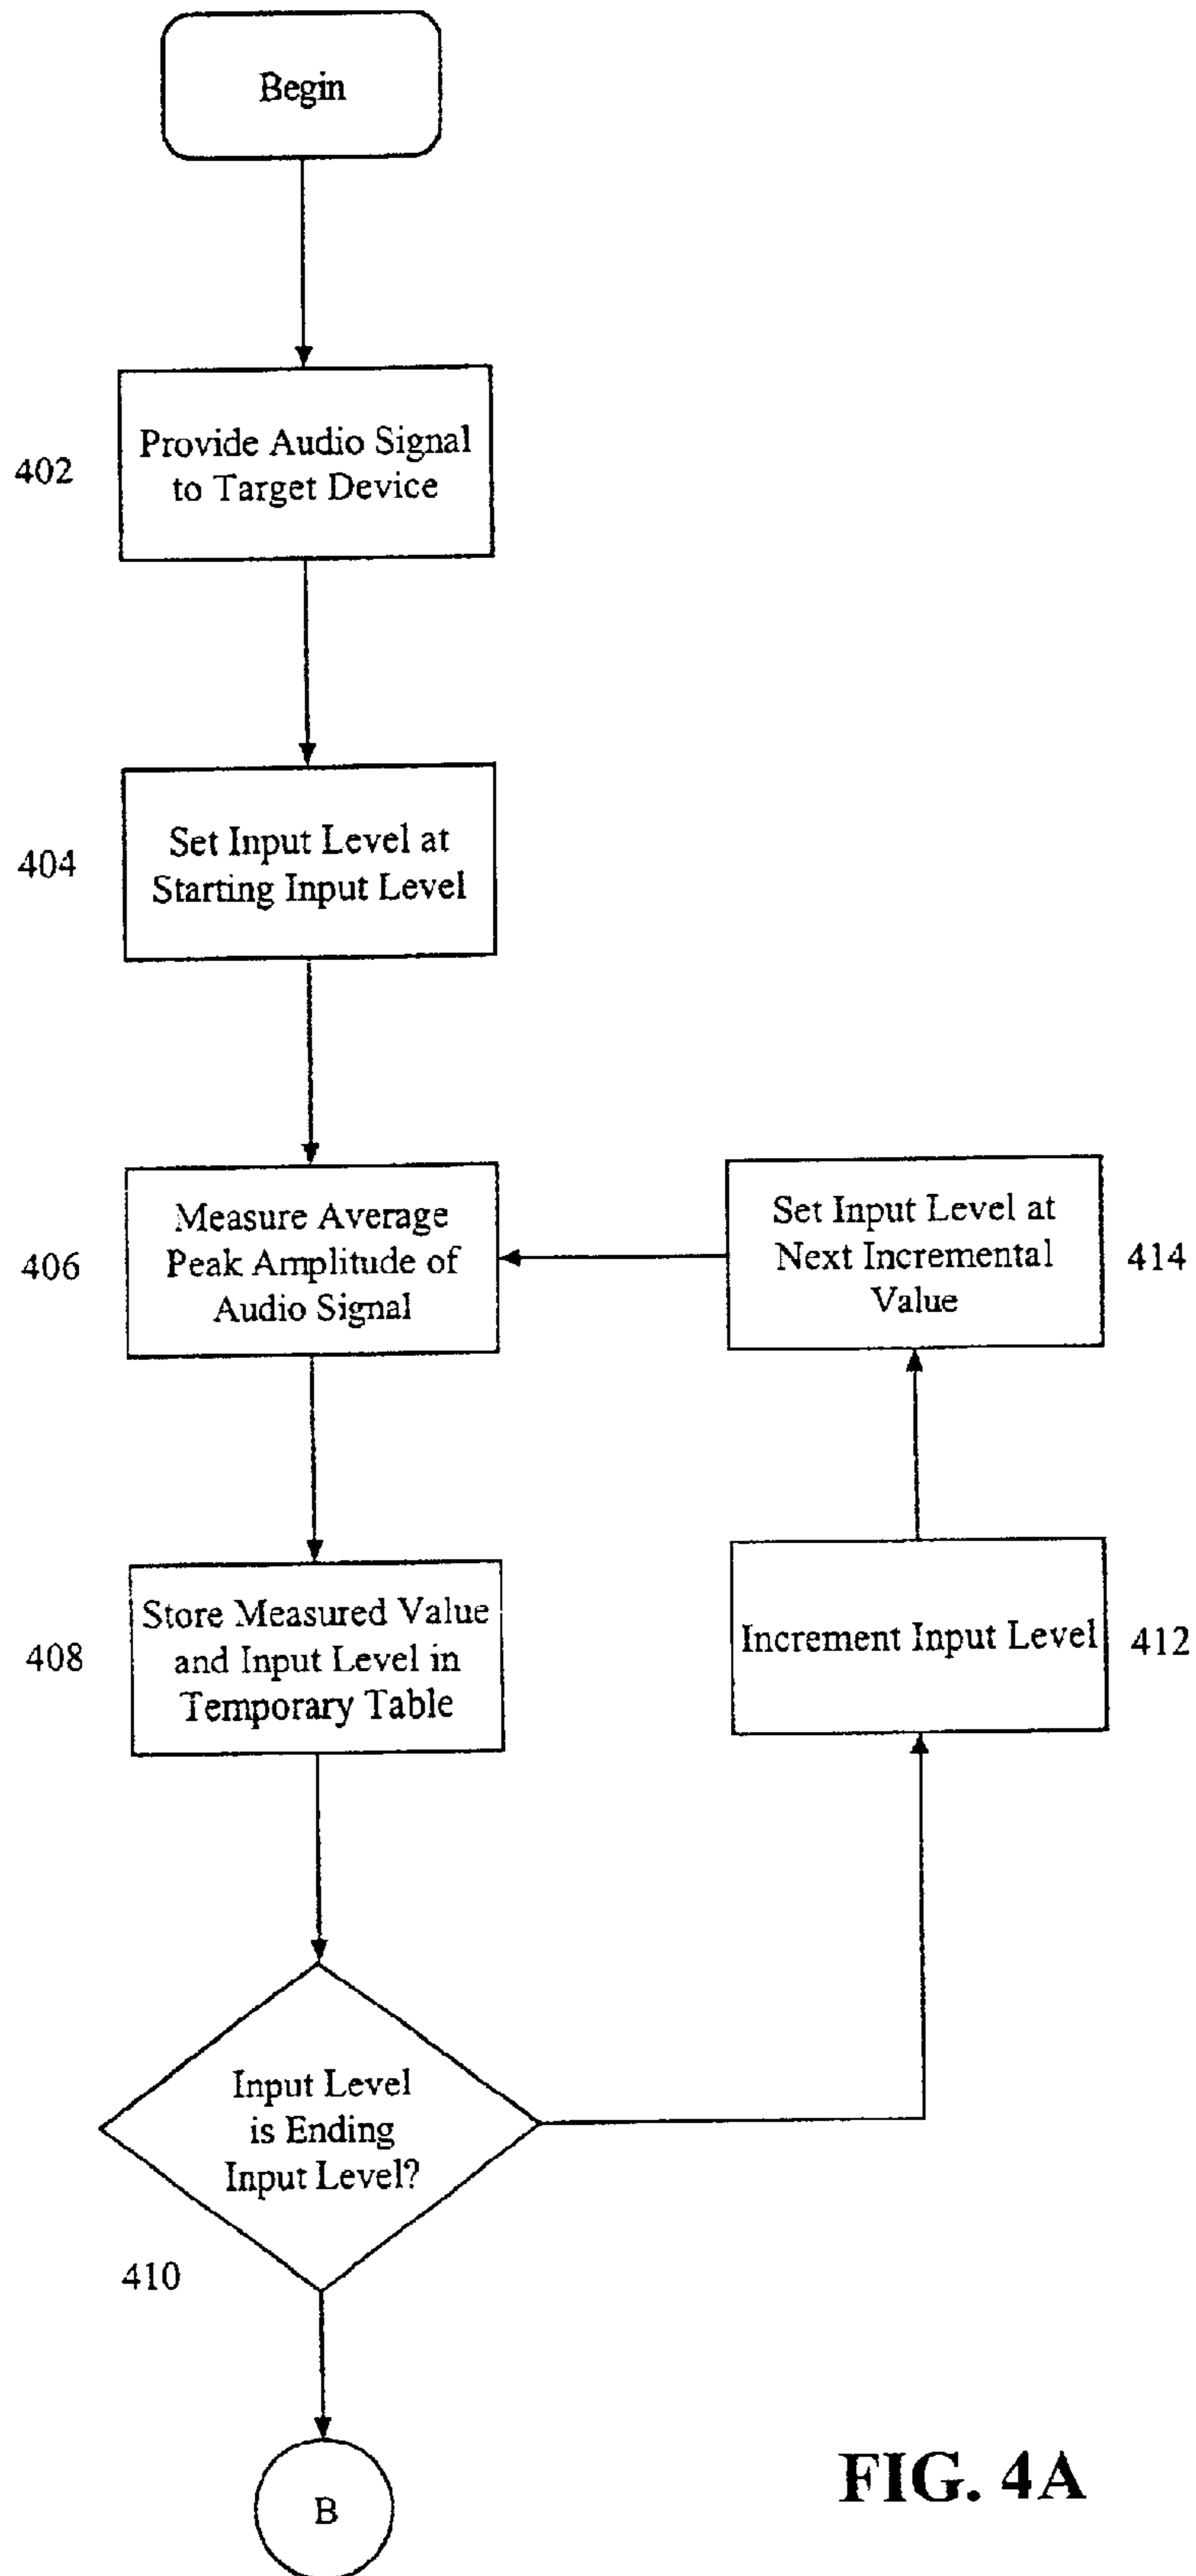 Begin
402
Provide Audio Signal
to Target Device
404
Set Input Level at
Starting Input Level
406
Measure Average
Peak Amplitude of
Audio Signal
Set Input Level at
Next Incremental
Value
414
408
Store Measured Value
and Input Level in
Temporary Table
Increment Input Level
412
Input Level
is Ending
Input Level?
410
B
FIG. 4A